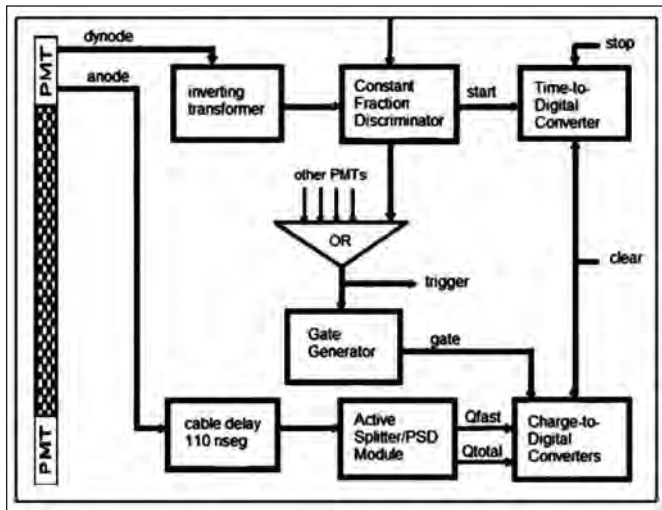 PMT
dynode
anode
inverting
transformer
Constant
Fraction
Discriminator
start
stop
Time-to-
Digital
Converter
other PMTs
OR
trigger
clear
Gate
Generator
gate
PMT
cable delay
110 nseg
Active
Splitter/PSD
Module
Qfast
Qtotal
Charge-to-
Digital
Converters